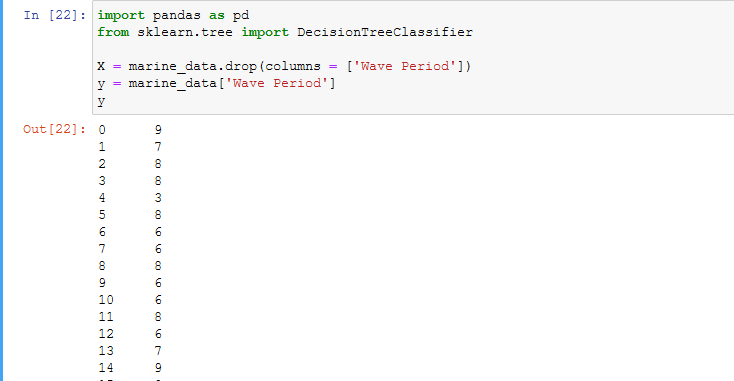 In [22]: import pandas as pd
from sklearn.tree import DecisionTreeClassifier
X = marine_data.drop(columns = ['Wave Period'])
y = marine_data['Wave Period']
y
Out[22]: 0 9
1 7
2 8
3 8
4 3
5 8
6 6
7 6
8 8
9 6
10 6
11 8
12 6
13 7
14 9